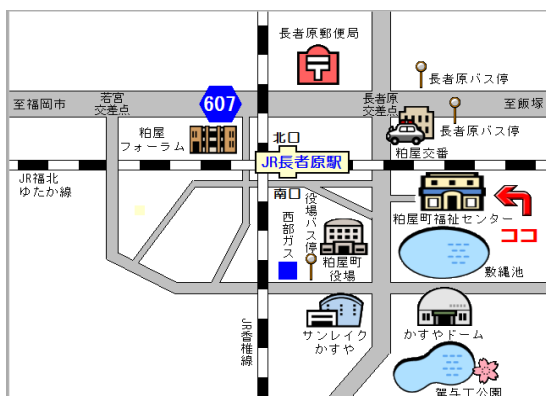 長者原郵便局
長者原バス停
至福岡市
若宮
交差点
607
長者原
交差点
至飯塚
長者原バス停
粕屋
フォーラム
北口
粕屋交番
JR長者原駅
JR福北
ゆたか線
南口
役場バス停
西部ガス
粕屋町福祉センター
ココ
粕屋町
役場
敷縄池
JR香椎線
サンレイク
かすや
かすやドーム
駕与丁公園